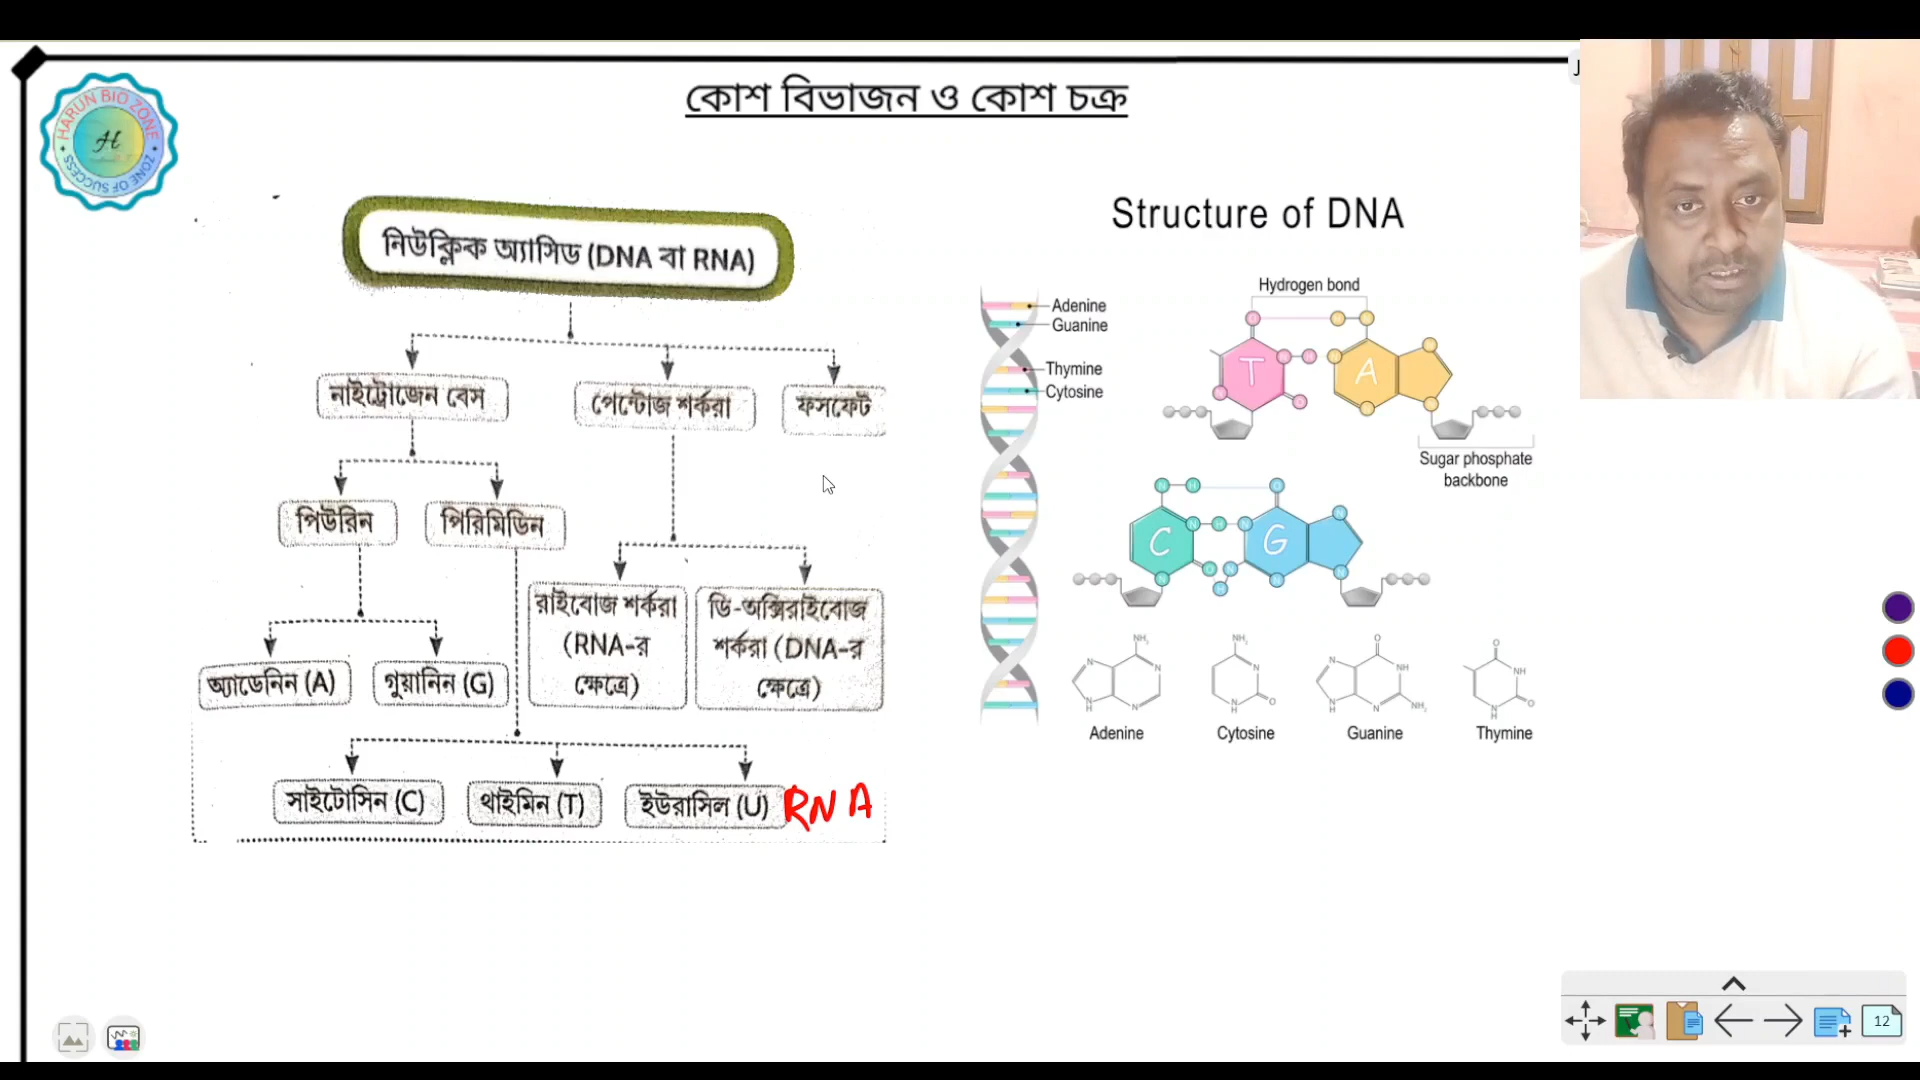 কোশ বিভাজন ও কোশ চক্র
J
HARUN BIO ZONE
H
ZONE OF SUCCESS
নিউক্লিক অ্যাসিড (DNA বা RNA)
নাইট্রোজেন বেস
পেন্টোজ শর্করা
ফসফেট
পিউরিন
পিরিমিডিন
রাইবোজ শর্করা
(RNA-র
ক্ষেত্রে)
ডি-অক্সিরাইবোজ
শর্করা (DNA-র
ক্ষেত্রে)
অ্যাডেনিন (A)
গুয়ানিন (G)
সাইটোসিন (C)
থাইমিন (T)
ইউরাসিল (U)
RNA
Structure of DNA
Adenine
Guanine
Thymine
Cytosine
Hydrogen bond
T
A
Sugar phosphate
backbone
C
G
Adenine
Cytosine
Guanine
Thymine
12